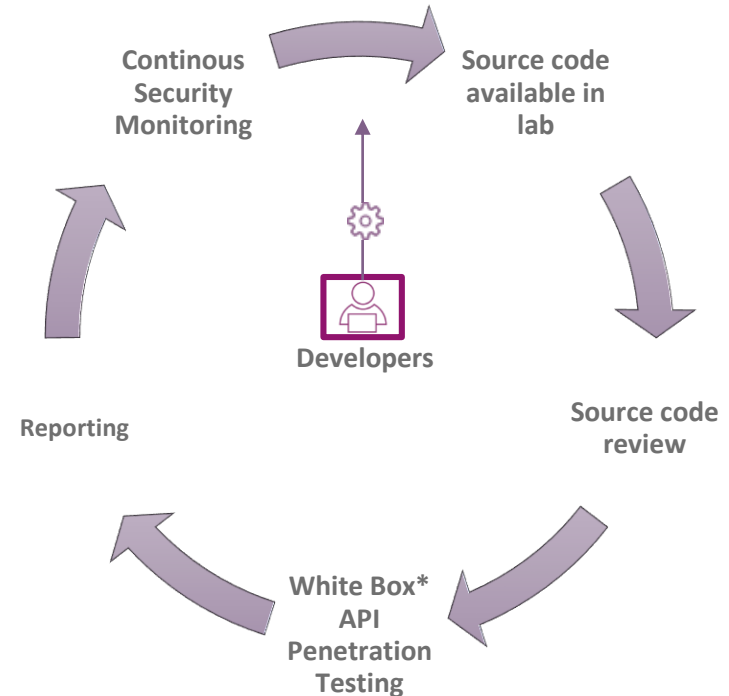 Continous
Security
Monitoring
Source code
available in
lab
Developers
Source code
review
Reporting
White Box*
API
Penetration
Testing